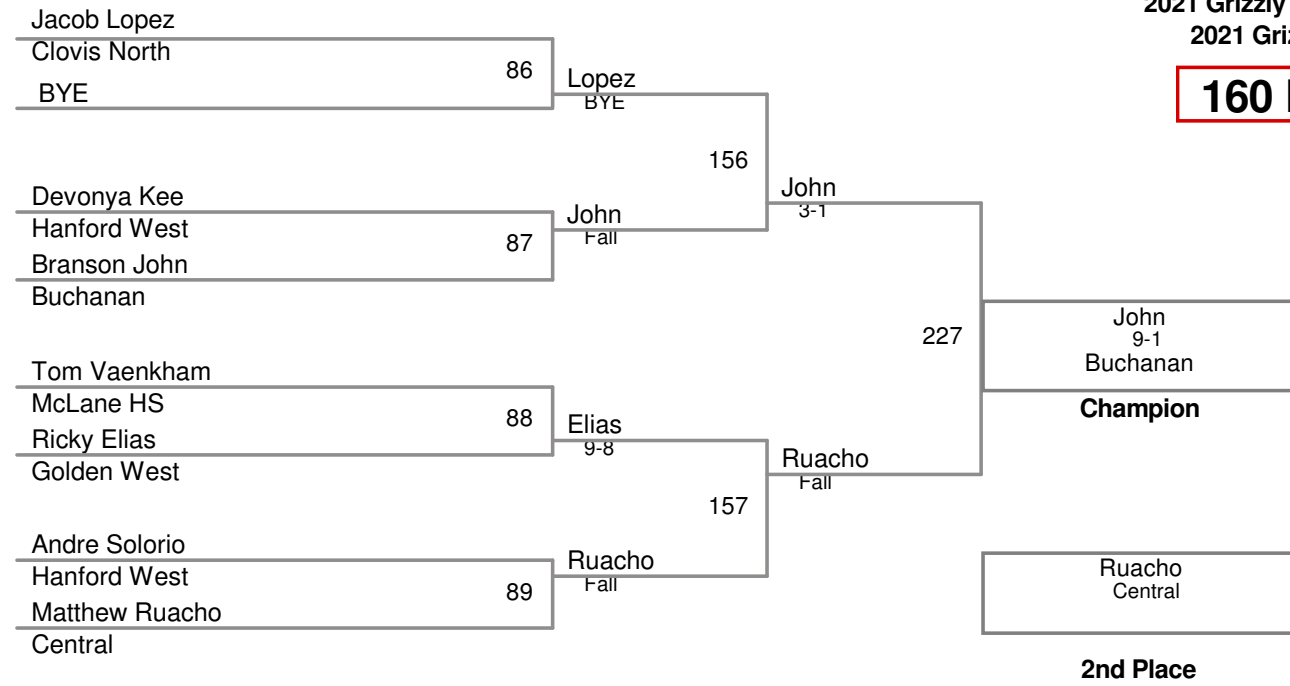 2021 Grizzly
2021
160
Jacob Lopez
Clovis North
BYE
86
Lopez
BYE
156
Devonya Kee
Hanford West
Branson John
Buchanan
87
John
Fall
John
3-1
227
Tom Vaenkham
McLane HS
Ricky Elias
Golden West
88
Elias
9-8
157
Ruacho
Fall
Andre Solorio
Hanford West
Matthew Ruacho
Central
89
Ruacho
Fall
John
9-1
Buchanan
Champion
Ruacho
Central
2nd Place